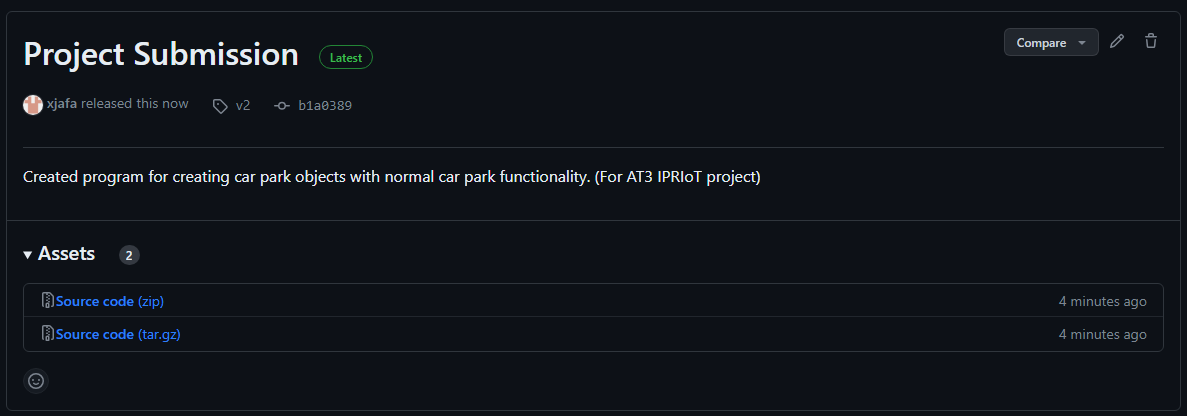 Project Submission Latest Compare
xjafa released this now v2 b1a0389
Created program for creating car park objects with normal car park functionality. (For AT3 IPRIoT project)
Assets 2
Source code (zip) 4 minutes ago
Source code (tar.gz) 4 minutes ago